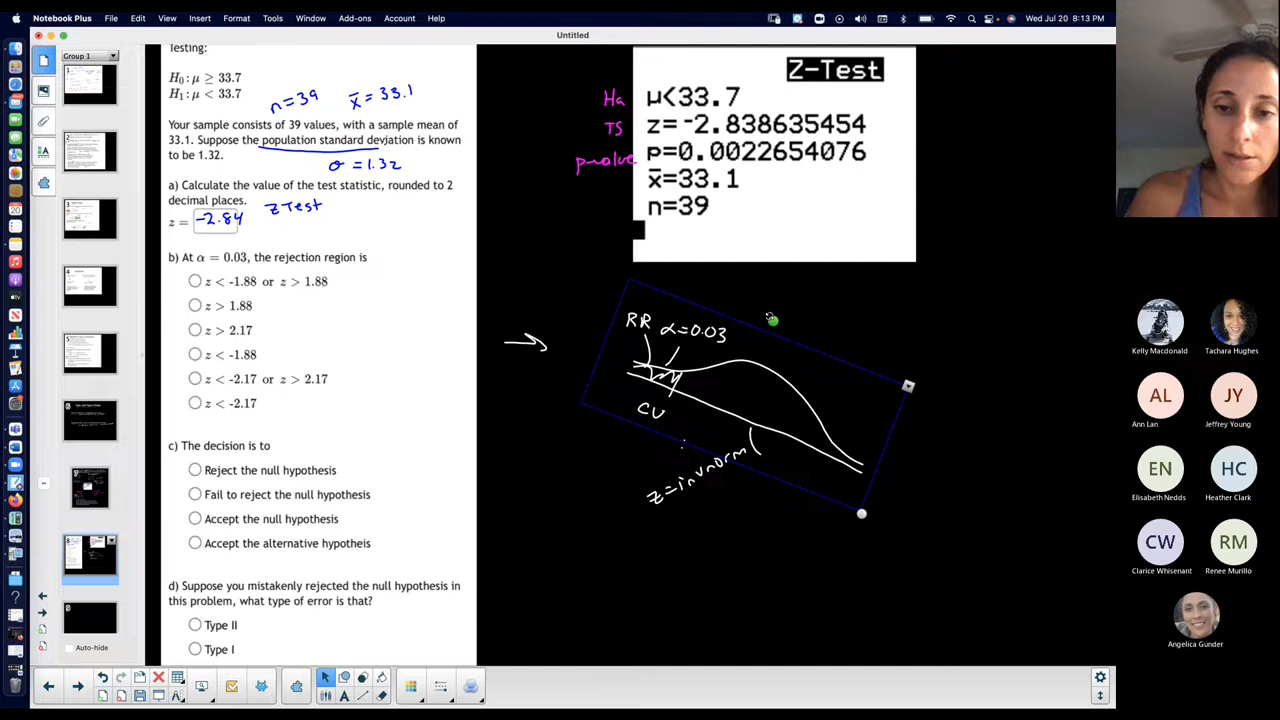 Notebook Plus File Edit View Insert Format Tools Window Add-ons Account Help
Wed Jul 20 8:13 PM
Untitled
Group 1
Testing:
H₀ : μ ≥ 33.7
H₁ : μ < 33.7
n=39 x̄=33.1
Your sample consists of 39 values, with a sample mean of
33.1. Suppose the population standard deviation is known
to be 1.32.
σ=1.32
a) Calculate the value of the test statistic, rounded to 2
decimal places.
z = -2.84 ZTest
b) At α = 0.03, the rejection region is
z < -1.88 or z > 1.88
z > 1.88
z > 2.17
z < -1.88
z < -2.17 or z > 2.17
z < -2.17
c) The decision is to
Reject the null hypothesis
Fail to reject the null hypothesis
Accept the null hypothesis
Accept the alternative hypotheis
d) Suppose you mistakenly rejected the null hypothesis in
this problem, what type of error is that?
Type II
Type I
Z-Test
Ha μ<33.7
TS z=-2.838635454
pvalue p=0.0022654076
x̄=33.1
n=39
RR α=0.03
CV
z=invnorm(
Kelly Macdonald
Tachara Hughes
AL
Ann Lan
JY
Jeffrey Young
EN
Elisabeth Nedds
HC
Heather Clark
CW
Clarice Whisenant
RM
Renee Murillo
Angelica Gunder
Auto-hide